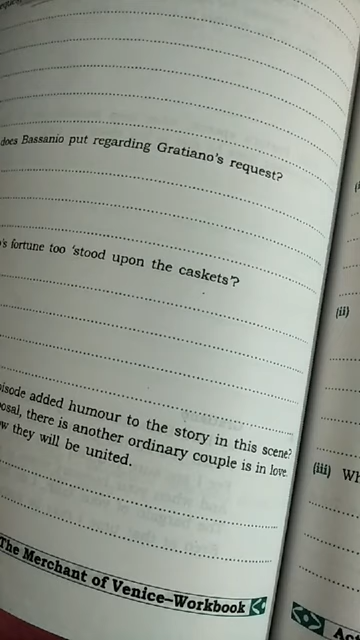 does Bassanio put regarding Gratiano's request?
's fortune too 'stood upon the caskets'?
isode added humour to the story in this scene?
osal, there is another ordinary couple is in love.
w they will be united.
The Merchant of Venice–Workbook
(ii)
(iii) Wh